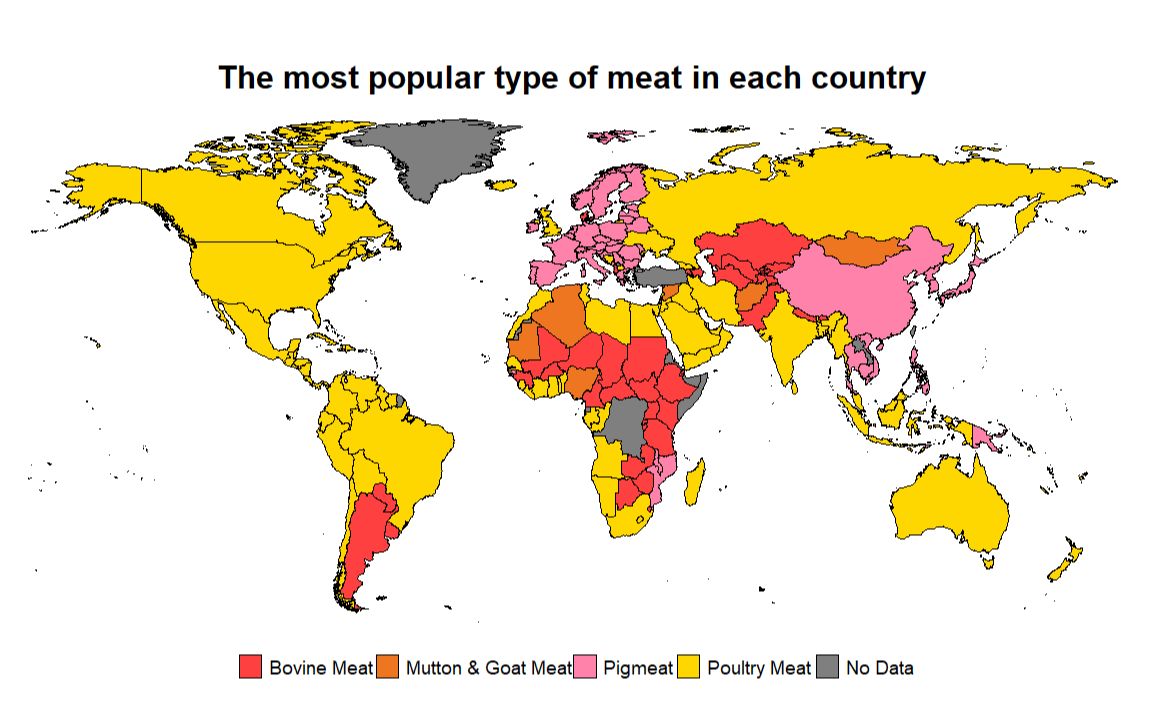 The most popular type of meat in each country
Bovine Meat Mutton & Goat Meat Pigmeat Poultry Meat No Data